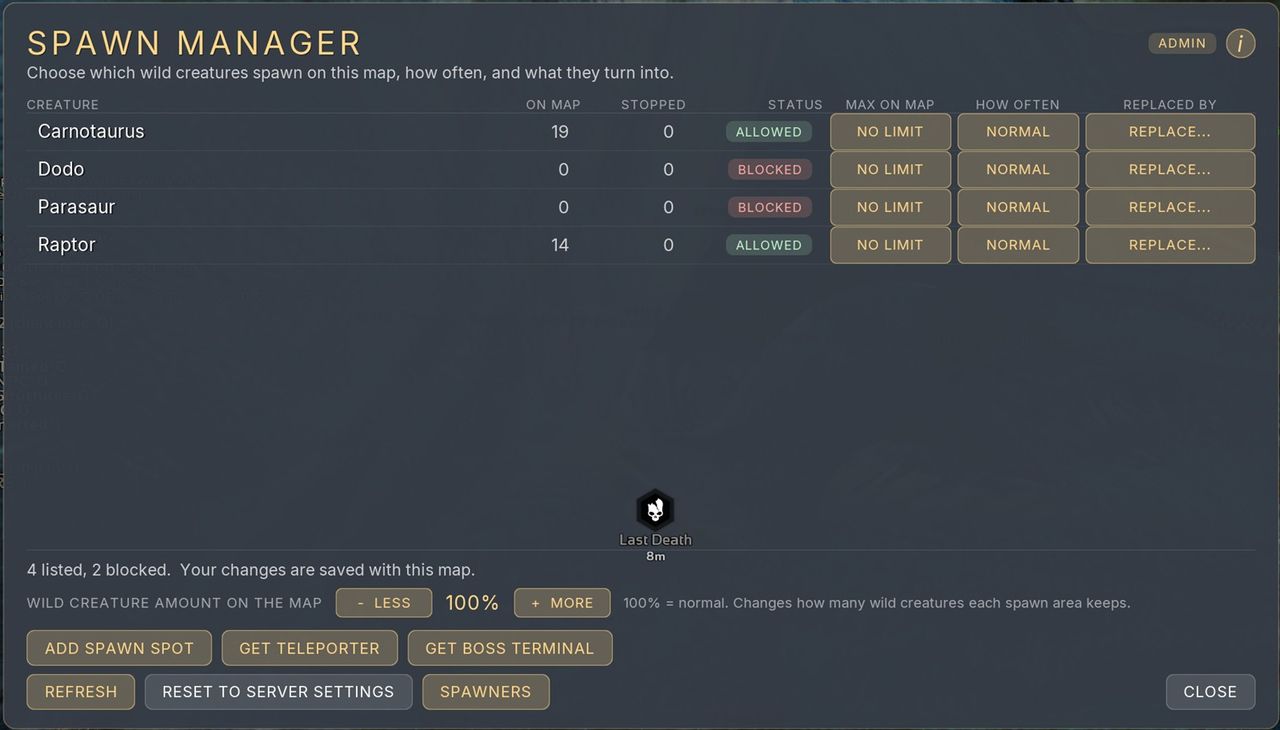 SPAWN MANAGER
ADMIN i
Choose which wild creatures spawn on this map, how often, and what they turn into.
CREATURE ON MAP STOPPED STATUS MAX ON MAP HOW OFTEN REPLACED BY
Carnotaurus 19 0 ALLOWED NO LIMIT NORMAL REPLACE...
Dodo 0 0 BLOCKED NO LIMIT NORMAL REPLACE...
Parasaur 0 0 BLOCKED NO LIMIT NORMAL REPLACE...
Raptor 14 0 ALLOWED NO LIMIT NORMAL REPLACE...
Last Death
8m
4 listed, 2 blocked. Your changes are saved with this map.
WILD CREATURE AMOUNT ON THE MAP - LESS 100% + MORE 100% = normal. Changes how many wild creatures each spawn area keeps.
ADD SPAWN SPOT GET TELEPORTER GET BOSS TERMINAL
REFRESH RESET TO SERVER SETTINGS SPAWNERS CLOSE